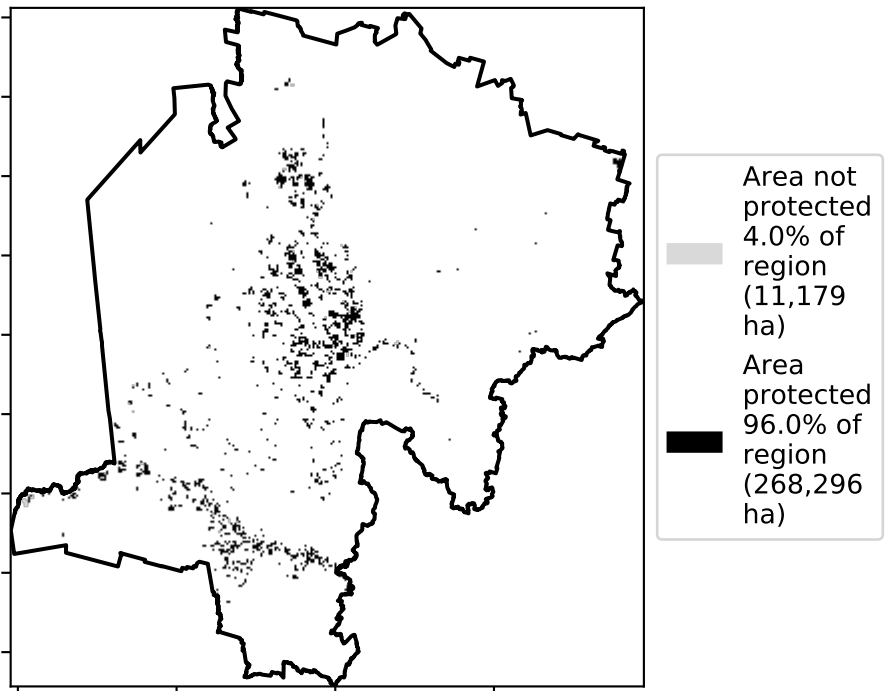 Area not
protected
4.0% of
region
(11,179
ha)
Area
protected
96.0% of
region
(268,296
ha)